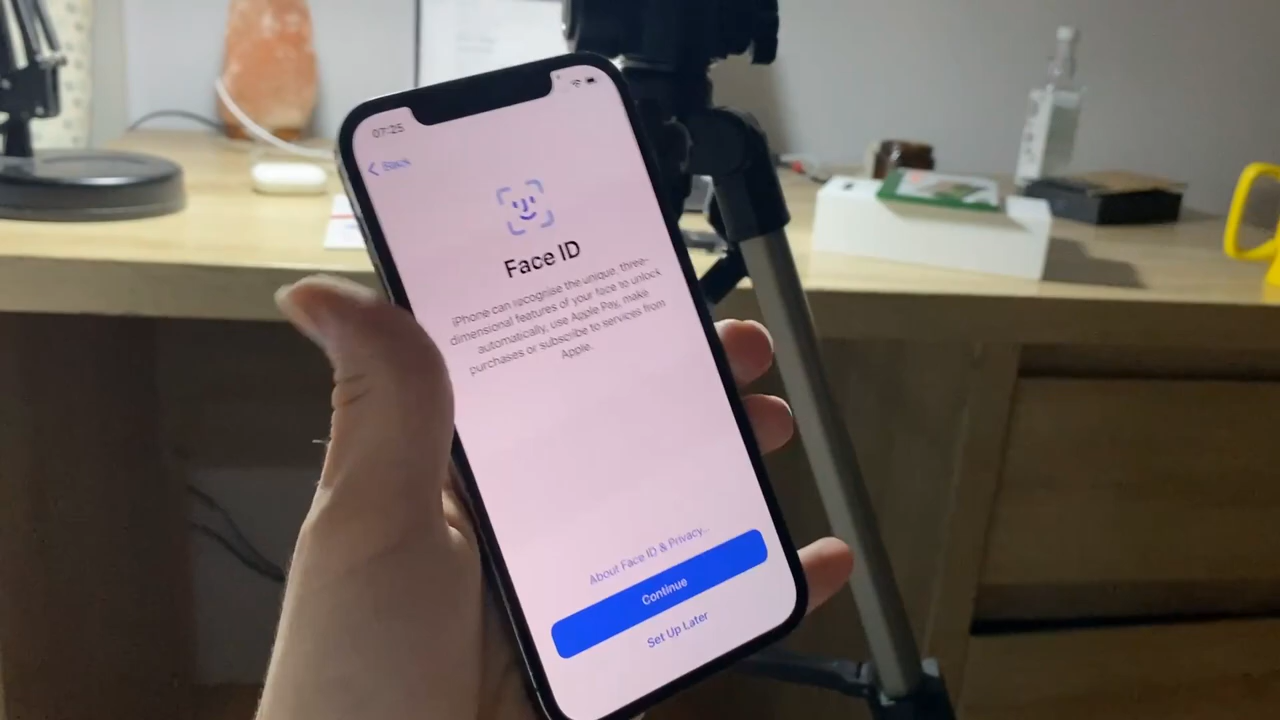 07:25
Back
Face ID
iPhone can recognise the unique, three-
dimensional features of your face to unlock
automatically, use Apple Pay, make
purchases or subscribe to services from
Apple.
About Face ID & Privacy...
Continue
Set Up Later